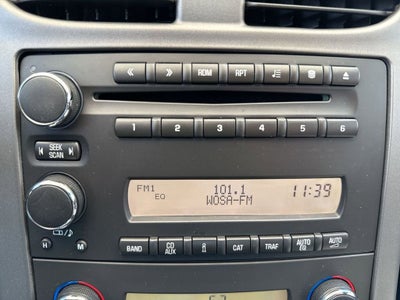 RDM RPT
1 2 3 4 5 6
SEEK
SCAN
FM1 101.1 11:39
EQ WOSA-FM
H M
BAND CD AUX i CAT TRAF AUTO AUTO